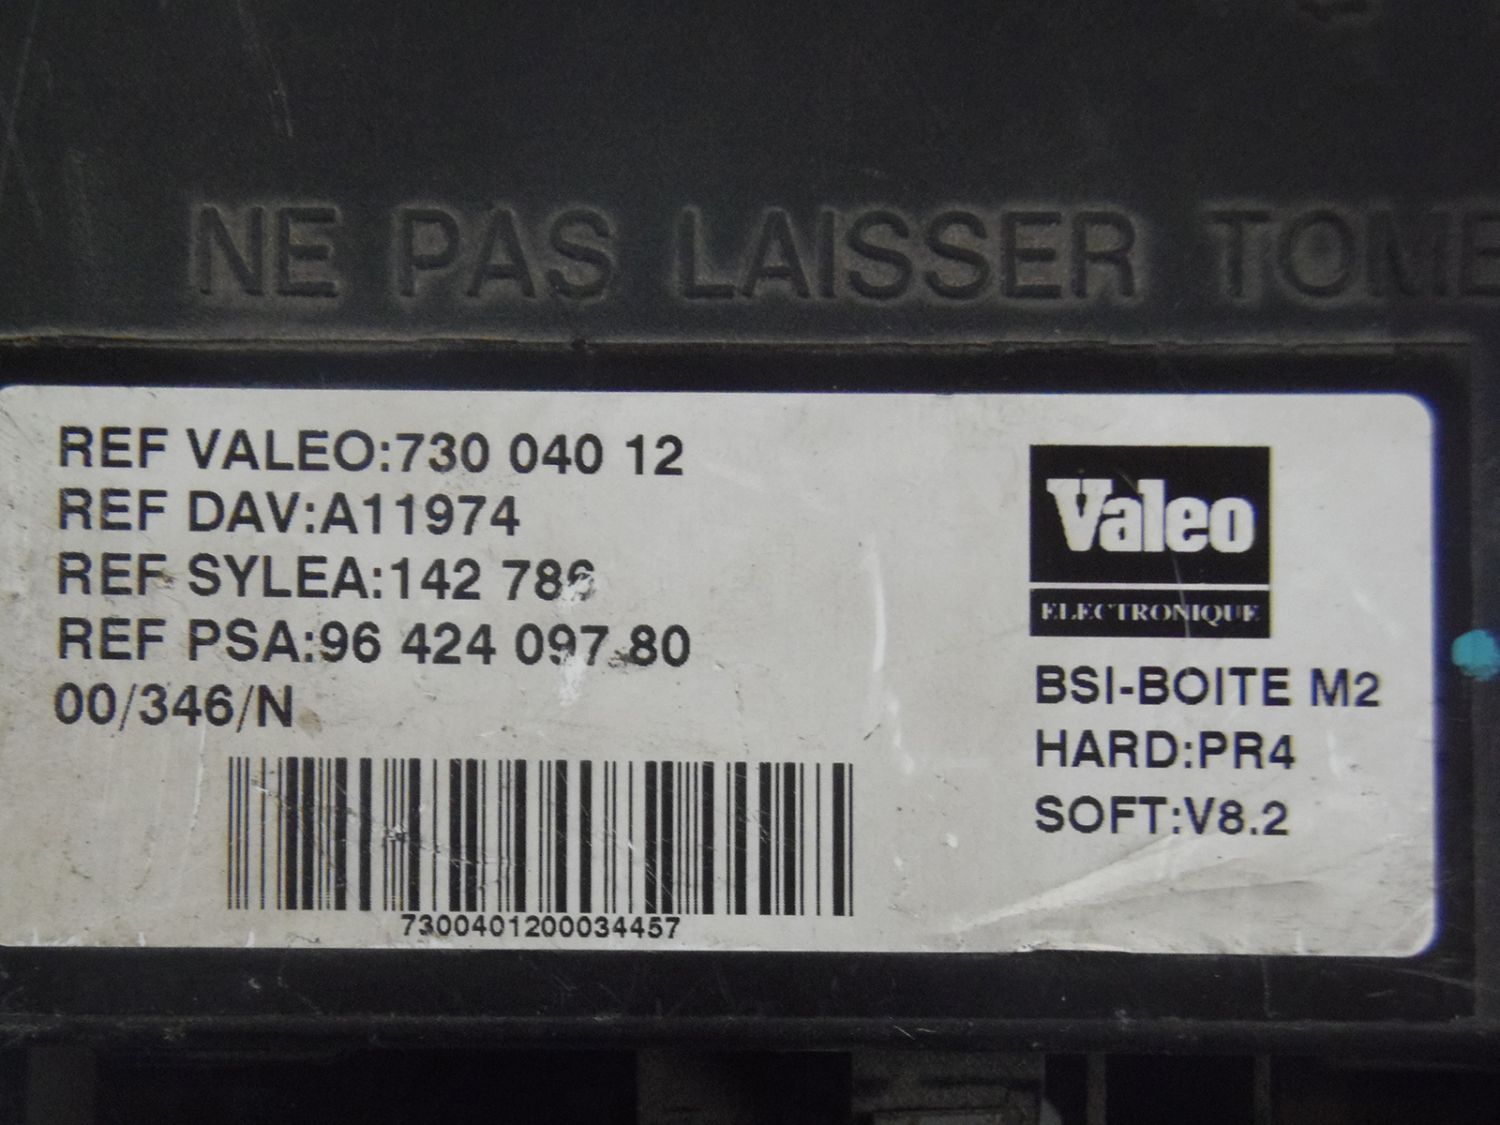 NE PAS LAISSER
REF VALEO:730 040 12
REF DAV:A11974
REF SYLEA:142 786
REF PSA:96 424 097 80
00/346/N
7300401200034457
Valeo
ELECTRONIQUE
BSI-BOITE M2
HARD:PR4
SOFT:V8.2